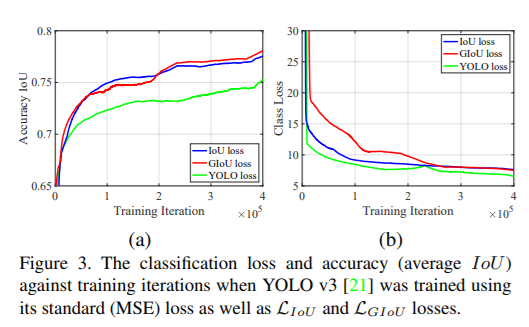 0.8
0.75
0.7
0.65
Accuracy IoU
IoU loss
GIoU loss
YOLO loss
0 1 2 3 4
Training Iteration ×10⁵
(a)
30
25
20
15
10
5
Class Loss
IoU loss
GIoU loss
YOLO loss
0 1 2 3 4
Training Iteration ×10⁵
(b)
Figure 3. The classification loss and accuracy (average IoU)
against training iterations when YOLO v3 [21] was trained using
its standard (MSE) loss as well as ℒ_IoU and ℒ_GIoU losses.